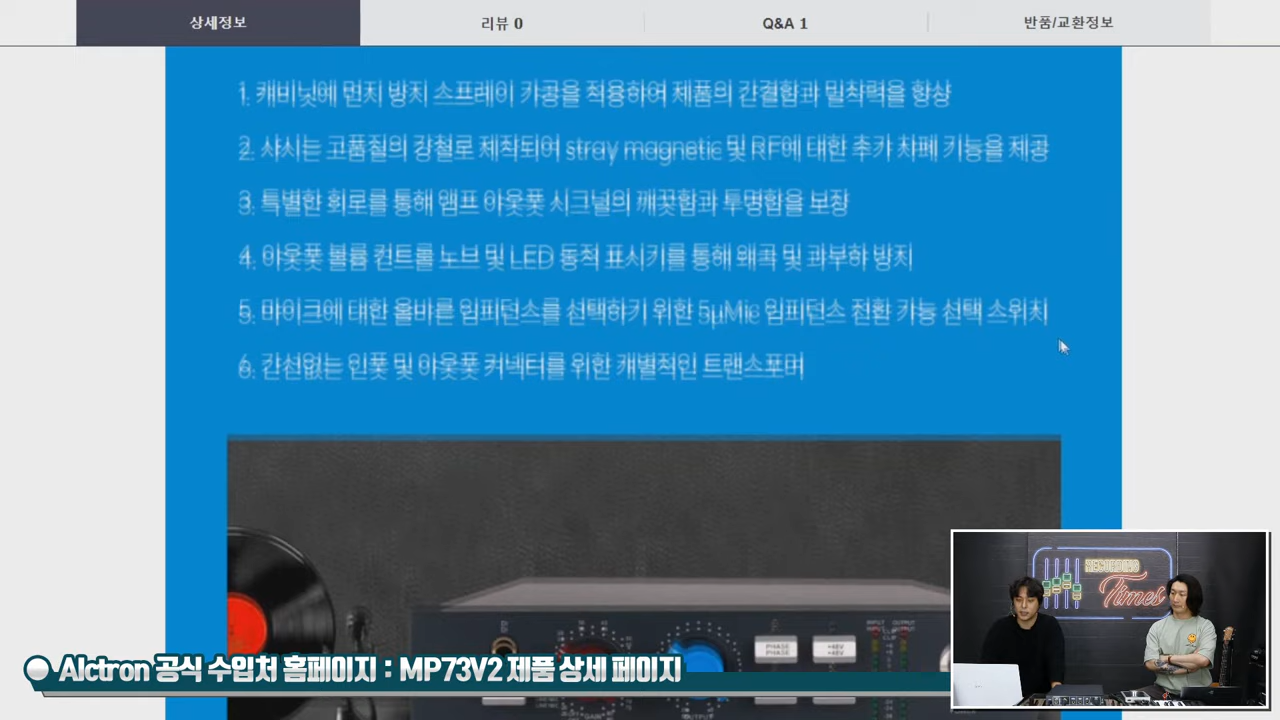 상세정보
리뷰 0
Q&A 1
반품/교환정보
1. 캐비닛에 먼지 방지 스프레이 가공을 적용하여 제품의 간결함과 밀착력을 향상
2. 샤시는 고품질의 강철로 제작되어 stray magnetic 및 RF에 대한 추가 차폐 기능을 제공
3. 특별한 회로를 통해 앰프 아웃풋 시그널의 깨끗함과 투명함을 보장
4. 아웃풋 볼륨 컨트롤 노브 및 LED 동적 표시기를 통해 왜곡 및 과부하 방지
5. 마이크에 대한 올바른 임피던스를 선택하기 위한 5μMic 임피던스 전환 가능 선택 스위치
6. 간섭없는 인풋 및 아웃풋 커넥터를 위한 개별적인 트랜스포머
INPUT
OUTPUT
PHASE
+48V
RECORDING
Times
Alctron 공식 수입처 홈페이지 : MP73V2 제품 상세 페이지
GAIN
OUTPUT